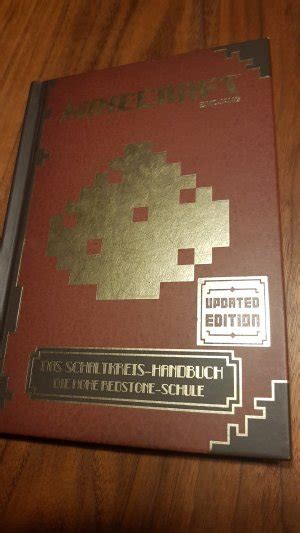 MINECRAFT
UPDATED
EDITION
DAS SCHALTKREIS-HANDBUCH
DIE HOHE REDSTONE-SCHULE